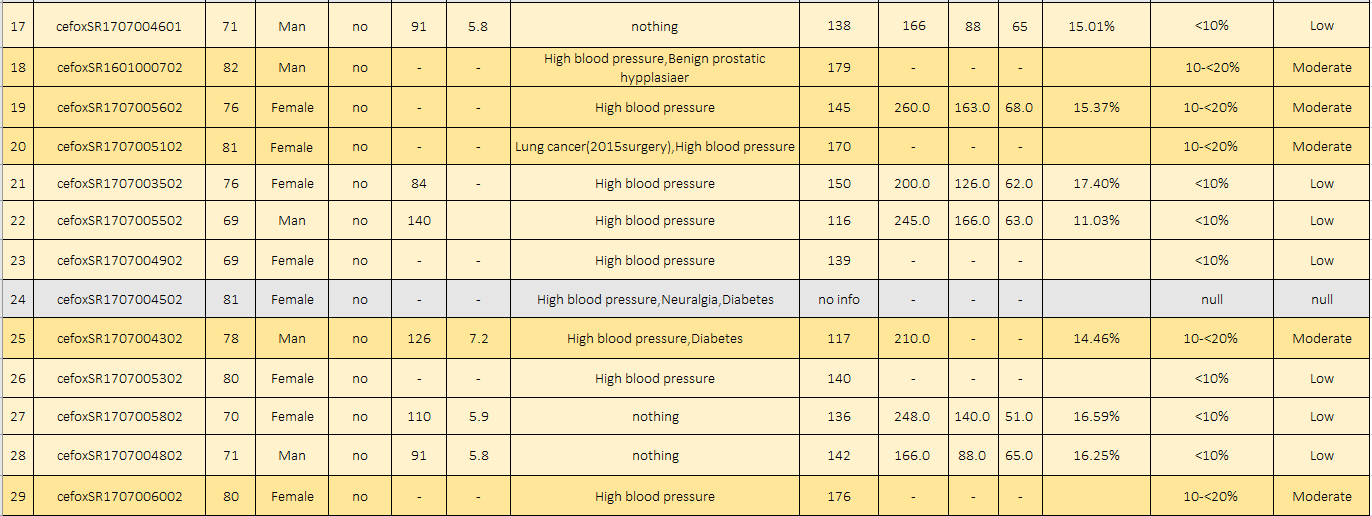 17 cefoxSR1707004601 71 Man no 91 5.8 nothing 138 166 88 65 15.01% <10% Low
18 cefoxSR1601000702 82 Man no - - High blood pressure,Benign prostatic hypplasiaer 179 - - - 10-<20% Moderate
19 cefoxSR1707005602 76 Female no - - High blood pressure 145 260.0 163.0 68.0 15.37% 10-<20% Moderate
20 cefoxSR1707005102 81 Female no - - Lung cancer(2015surgery),High blood pressure 170 - - - 10-<20% Moderate
21 cefoxSR1707003502 76 Female no 84 - High blood pressure 150 200.0 126.0 62.0 17.40% <10% Low
22 cefoxSR1707005502 69 Man no 140 High blood pressure 116 245.0 166.0 63.0 11.03% <10% Low
23 cefoxSR1707004902 69 Female no - - High blood pressure 139 - - - <10% Low
24 cefoxSR1707004502 81 Female no - - High blood pressure,Neuralgia,Diabetes no info - - - null null
25 cefoxSR1707004302 78 Man no 126 7.2 High blood pressure,Diabetes 117 210.0 - - 14.46% 10-<20% Moderate
26 cefoxSR1707005302 80 Female no - - High blood pressure 140 - - - <10% Low
27 cefoxSR1707005802 70 Female no 110 5.9 nothing 136 248.0 140.0 51.0 16.59% <10% Low
28 cefoxSR1707004802 71 Man no 91 5.8 nothing 142 166.0 88.0 65.0 16.25% <10% Low
29 cefoxSR1707006002 80 Female no - - High blood pressure 176 - - - 10-<20% Moderate